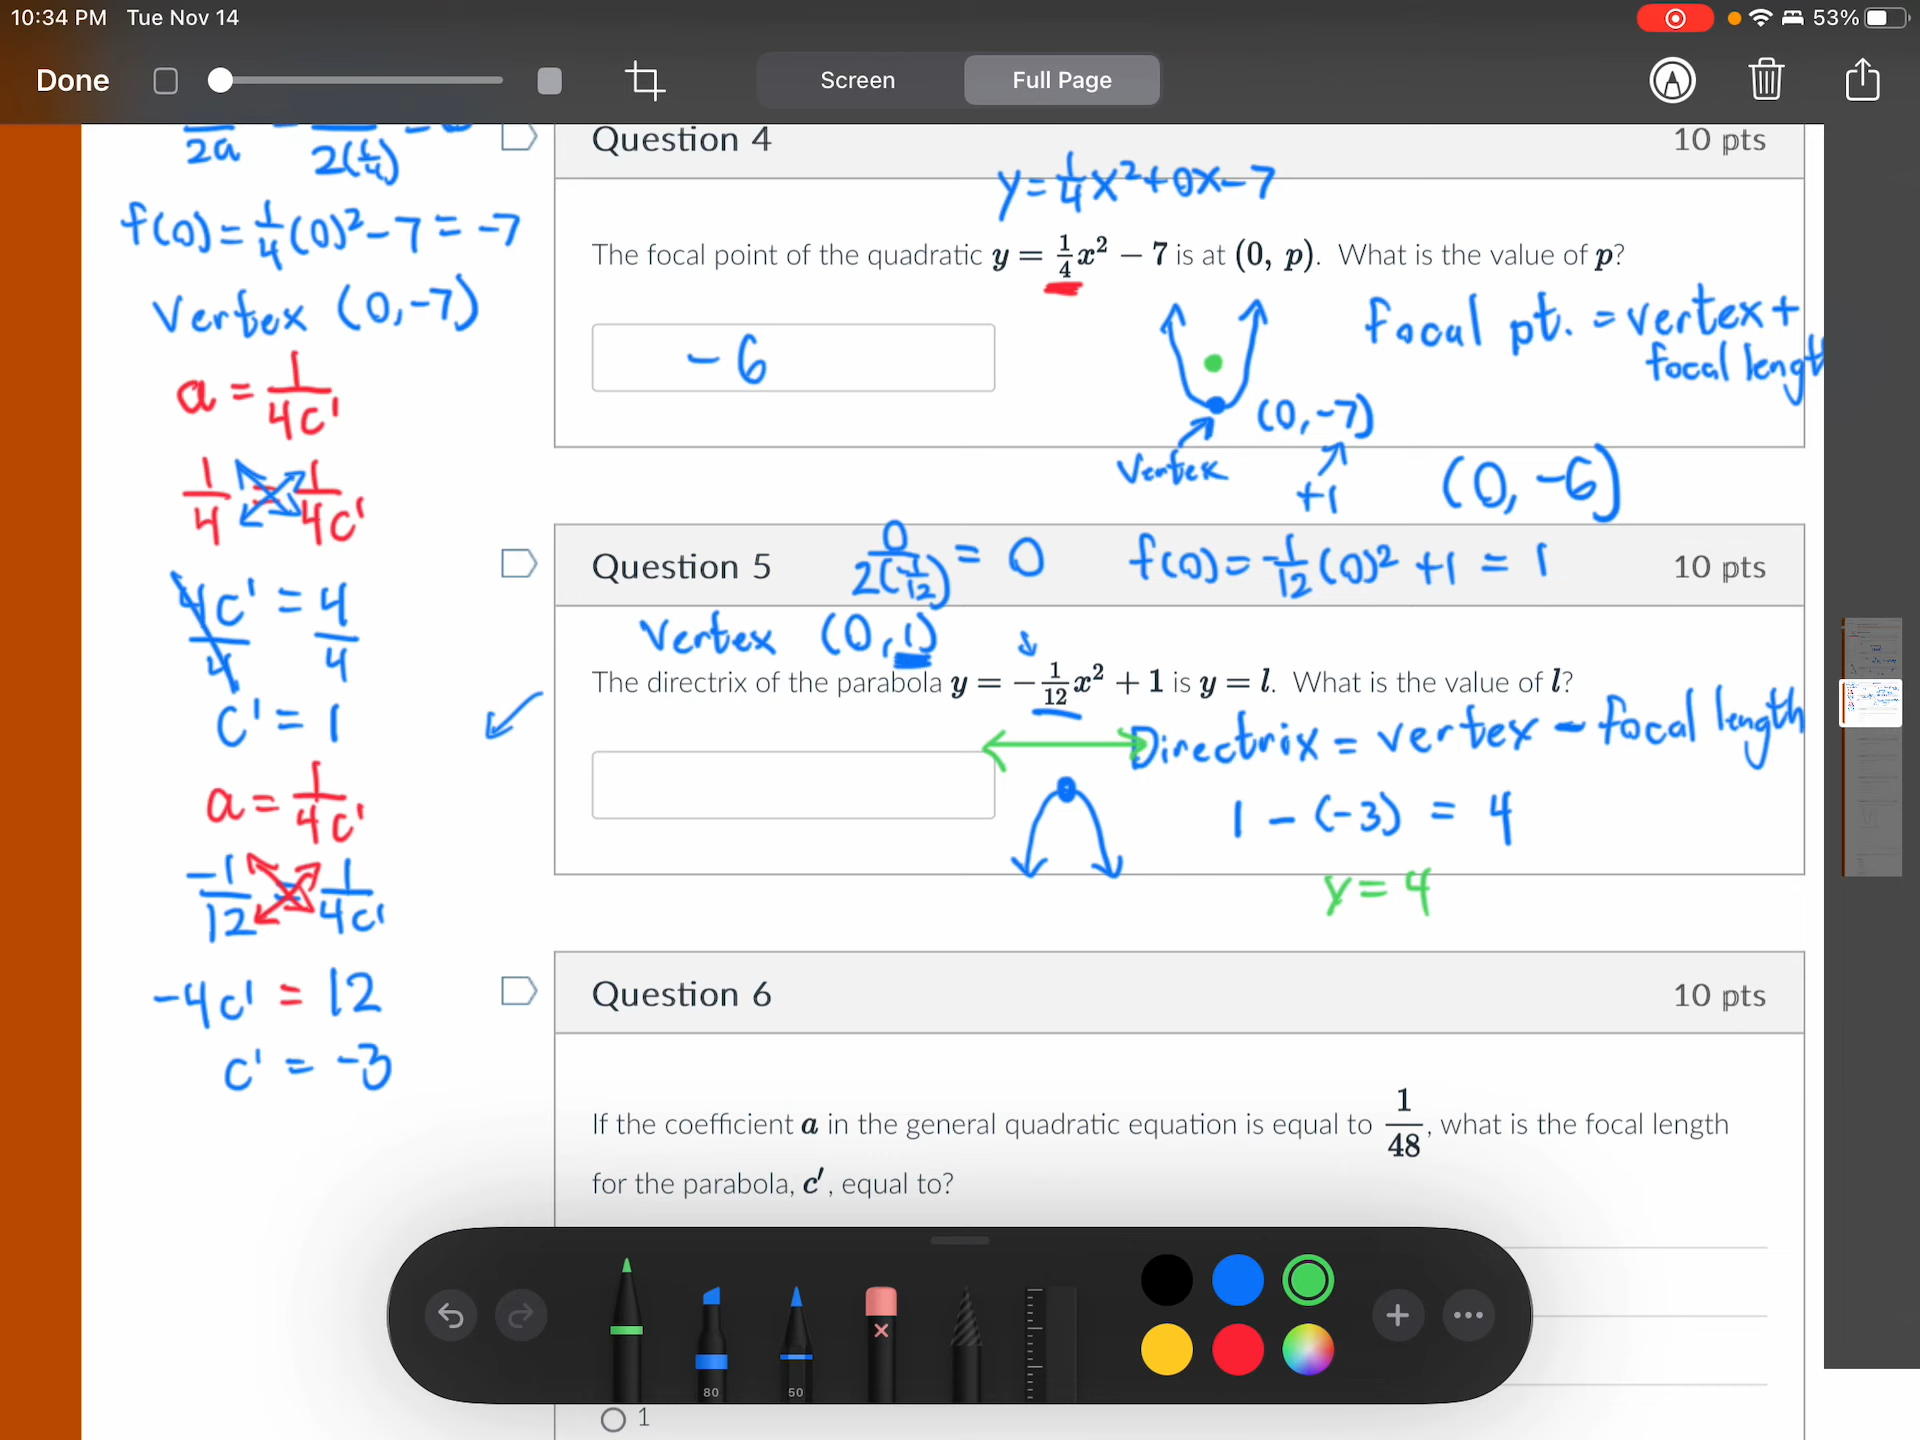 10:34 PM Tue Nov 14
53%
Done
Screen
Full Page
2a
2(1/4)
f(0) = 1/4 (0)² - 7 = -7
Vertex (0,-7)
a = 1/4c'
1/4 = 1/4c'
4c' = 4
4 4
c' = 1
a = 1/4c'
-1/12 = 1/4c'
-4c' = 12
c' = -3
Question 4
10 pts
y = 1/4 x² + 0x - 7
The focal point of the quadratic y = 1/4 x² − 7 is at (0, p). What is the value of p?
-6
focal pt. = vertex +
focal length
(0,-7)
Vertex
+1
(0,-6)
Question 5
0/2(-1/12) = 0
f(0) = -1/12 (0)² + 1 = 1
10 pts
Vertex (0,1)
The directrix of the parabola y = −1/12 x² + 1 is y = l. What is the value of l?
Directrix = vertex - focal length
1 - (-3) = 4
y = 4
Question 6
10 pts
If the coefficient a in the general quadratic equation is equal to 1/48, what is the focal length
for the parabola, c', equal to?
80
50
1